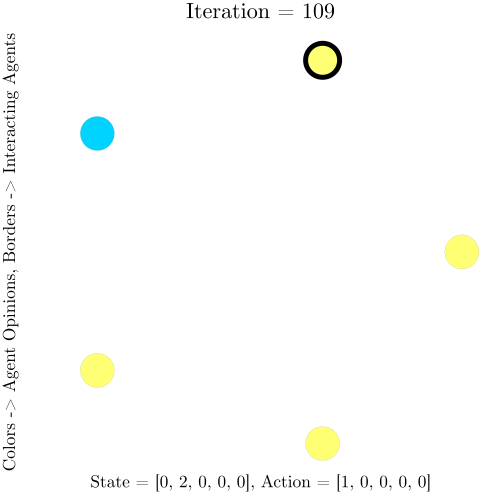 Iteration = 109
Colors -> Agent Opinions, Borders -> Interacting Agents
State = [0, 2, 0, 0, 0], Action = [1, 0, 0, 0, 0]